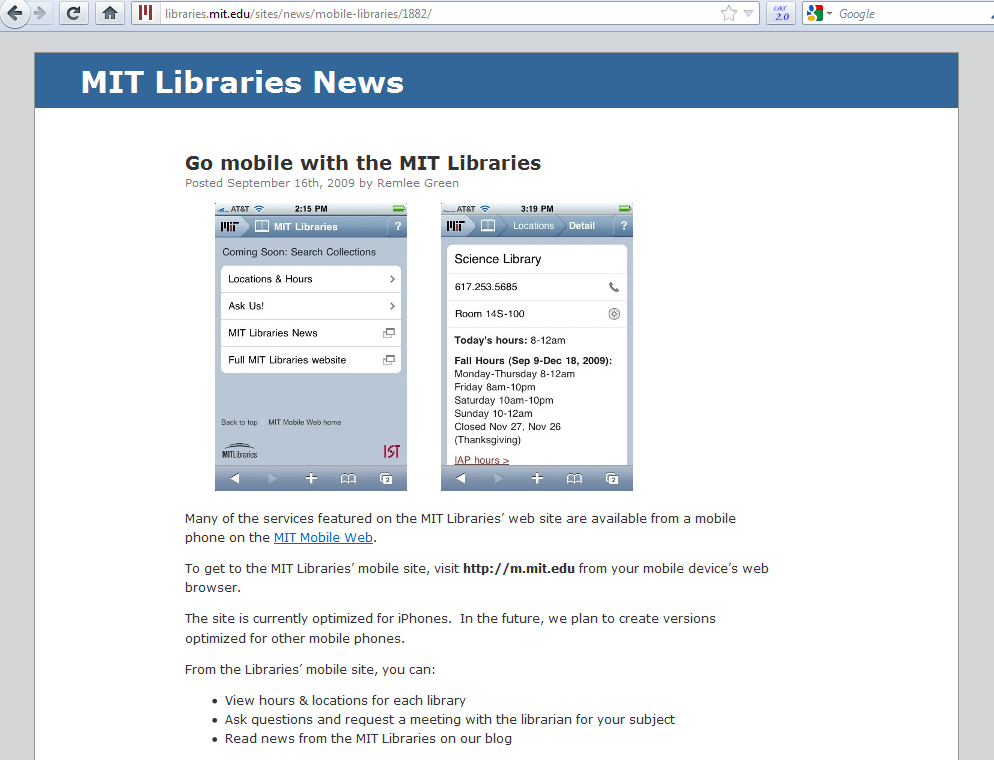 libraries.mit.edu/sites/news/mobile-libraries/1882/
2.0
Google
MIT Libraries News
Go mobile with the MIT Libraries
Posted September 16th, 2009 by Remlee Green
AT&T 2:15 PM
MIT Libraries ?
Coming Soon: Search Collections
Locations & Hours
Ask Us!
MIT Libraries News
Full MIT Libraries website
Back to top | MIT Mobile Web home
MITLibraries
IST
2
AT&T 3:19 PM
Locations Detail ?
Science Library
617.253.5685
Room 14S-100
Today's hours: 8-12am
Fall Hours (Sep 9-Dec 18, 2009):
Monday-Thursday 8-12am
Friday 8am-10pm
Saturday 10am-10pm
Sunday 10-12am
Closed Nov 27, Nov 26
(Thanksgiving)
IAP hours >
2
Many of the services featured on the MIT Libraries’ web site are available from a mobile
phone on the MIT Mobile Web.
To get to the MIT Libraries’ mobile site, visit http://m.mit.edu from your mobile device’s web
browser.
The site is currently optimized for iPhones.  In the future, we plan to create versions
optimized for other mobile phones.
From the Libraries’ mobile site, you can:
• View hours & locations for each library
• Ask questions and request a meeting with the librarian for your subject
• Read news from the MIT Libraries on our blog